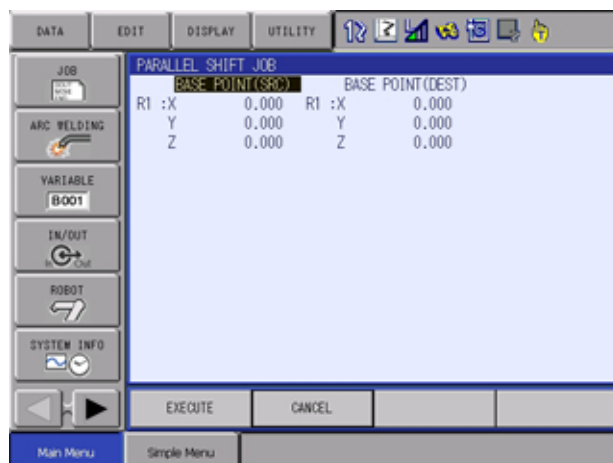 DATA EDIT DISPLAY UTILITY
JOB
PARALLEL SHIFT JOB
BASE POINT(SRC) BASE POINT(DEST)
R1 :X 0.000 R1 :X 0.000
Y 0.000 Y 0.000
Z 0.000 Z 0.000
ARC WELDING
VARIABLE
B001
IN/OUT
In Out
ROBOT
SYSTEM INFO
EXECUTE CANCEL
Main Menu Simple Menu